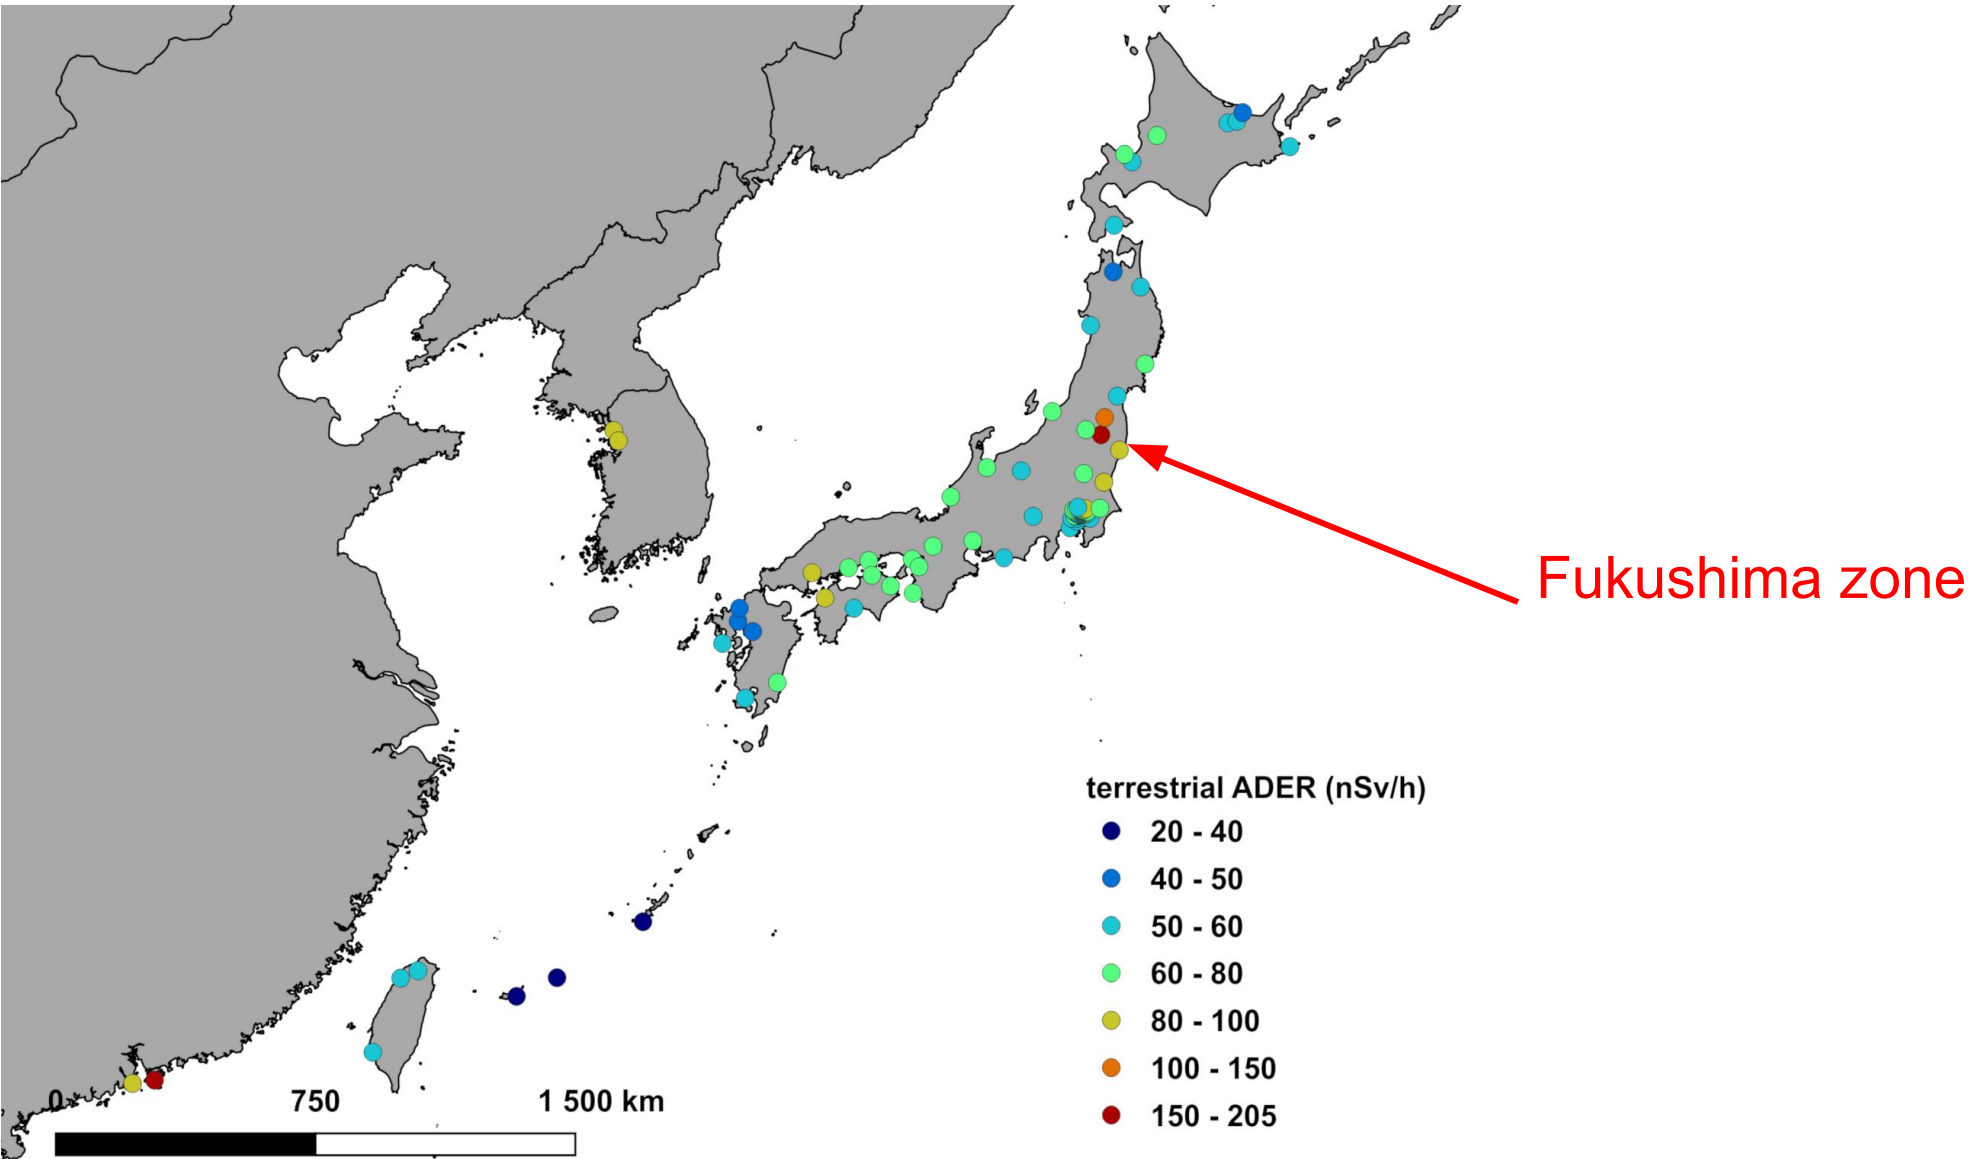 Fukushima zone
terrestrial ADER (nSv/h)
20 - 40
40 - 50
50 - 60
60 - 80
80 - 100
100 - 150
150 - 205
0 750 1 500 km